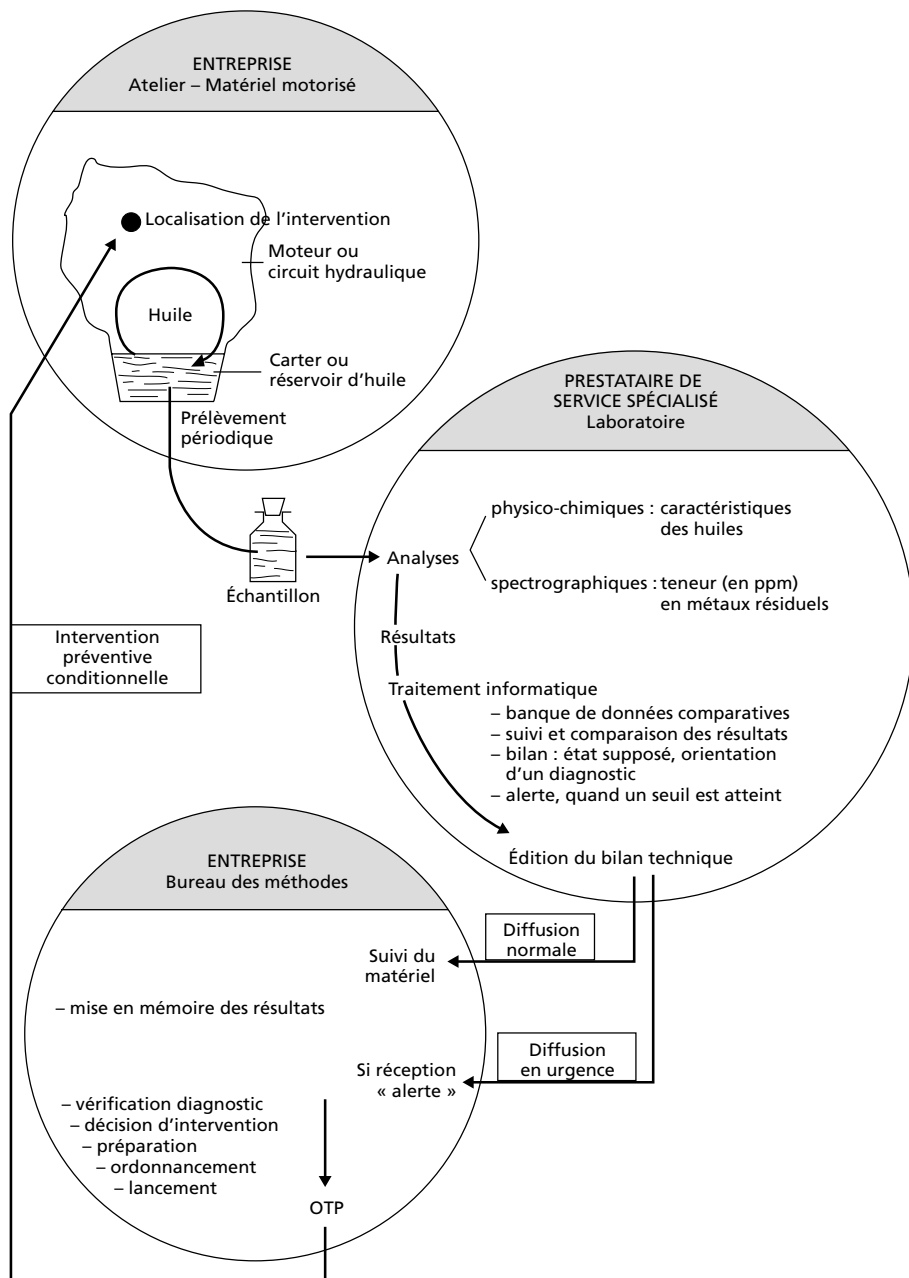 ENTREPRISE
Atelier – Matériel motorisé
Localisation de l'intervention
Moteur ou
circuit hydraulique
Huile
Carter ou
réservoir d'huile
Prélèvement
périodique
Échantillon
PRESTATAIRE DE
SERVICE SPÉCIALISÉ
Laboratoire
physico-chimiques : caractéristiques
des huiles
Analyses
spectrographiques : teneur (en ppm)
en métaux résiduels
Résultats
Traitement informatique
– banque de données comparatives
– suivi et comparaison des résultats
– bilan : état supposé, orientation
d'un diagnostic
– alerte, quand un seuil est atteint
Édition du bilan technique
Intervention
préventive
conditionnelle
ENTREPRISE
Bureau des méthodes
Diffusion
normale
Suivi du
matériel
– mise en mémoire des résultats
Diffusion
en urgence
Si réception
« alerte »
– vérification diagnostic
– décision d'intervention
– préparation
– ordonnancement
– lancement
OTP